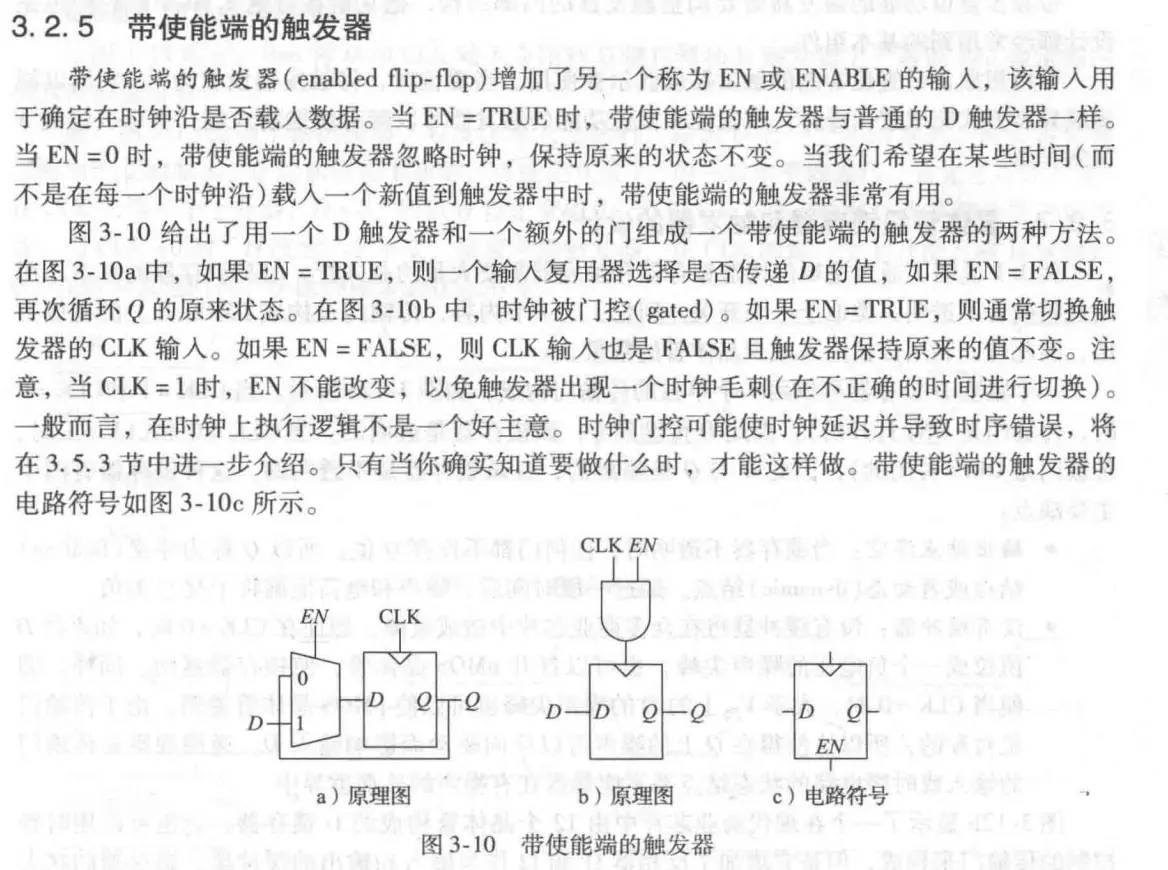 3.2.5 带使能端的触发器
带使能端的触发器(enabled flip-flop)增加了另一个称为 EN 或 ENABLE 的输入,该输入用
于确定在时钟沿是否载入数据。当 EN = TRUE 时,带使能端的触发器与普通的 D 触发器一样。
当 EN =0 时,带使能端的触发器忽略时钟,保持原来的状态不变。当我们希望在某些时间(而
不是在每一个时钟沿)载入一个新值到触发器中时,带使能端的触发器非常有用。
图 3-10 给出了用一个 D 触发器和一个额外的门组成一个带使能端的触发器的两种方法。
在图 3-10a 中,如果 EN = TRUE,则一个输入复用器选择是否传递 D 的值,如果 EN = FALSE,
再次循环 Q 的原来状态。在图 3-10b 中,时钟被门控(gated)。如果 EN = TRUE,则通常切换触
发器的 CLK 输入。如果 EN = FALSE,则 CLK 输入也是 FALSE 且触发器保持原来的值不变。注
意,当 CLK = 1 时,EN 不能改变,以免触发器出现一个时钟毛刺(在不正确的时间进行切换)。
一般而言,在时钟上执行逻辑不是一个好主意。时钟门控可能使时钟延迟并导致时序错误,将
在 3.5.3 节中进一步介绍。只有当你确实知道要做什么时,才能这样做。带使能端的触发器的
电路符号如图 3-10c 所示。
CLK EN
EN CLK
0
D 1 D Q Q
D D Q Q
D Q
EN
a)原理图 b)原理图 c)电路符号
图 3-10 带使能端的触发器